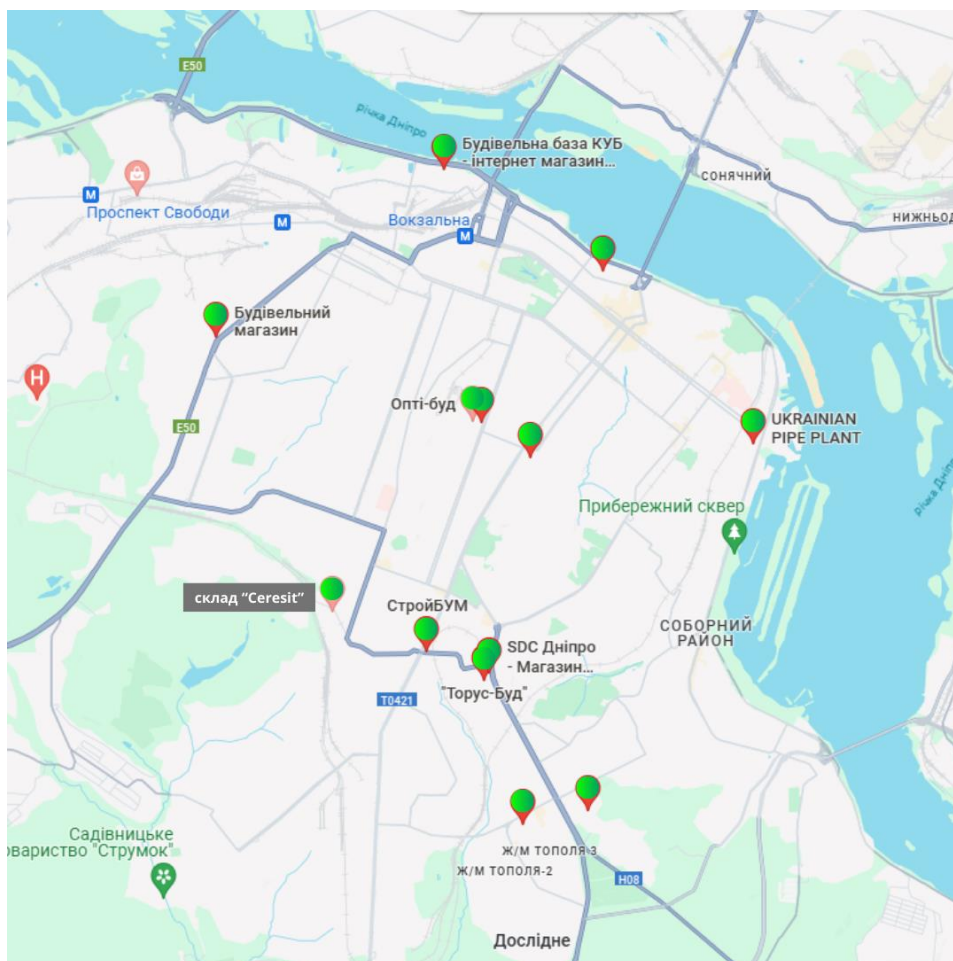 E50
річка Дніпро
Будівельна база КУБ
- інтернет магазин...
СОНЯЧНИЙ
М
Проспект Свободи
М
Вокзальна
М
НИЖНЬОД
Будівельний
магазин
H
Опті-буд
E50
UKRAINIAN
PIPE PLANT
річка Дніп
Прибережний сквер
склад “Ceresit”
СтройБУМ
СОБОРНИЙ
РАЙОН
SDC Дніпро
- Магазин...
"Торус-Буд"
T0421
Садівницьке
овариство "Струмок"
Ж/М ТОПОЛЯ-3
Ж/М ТОПОЛЯ-2
H08
Дослідне